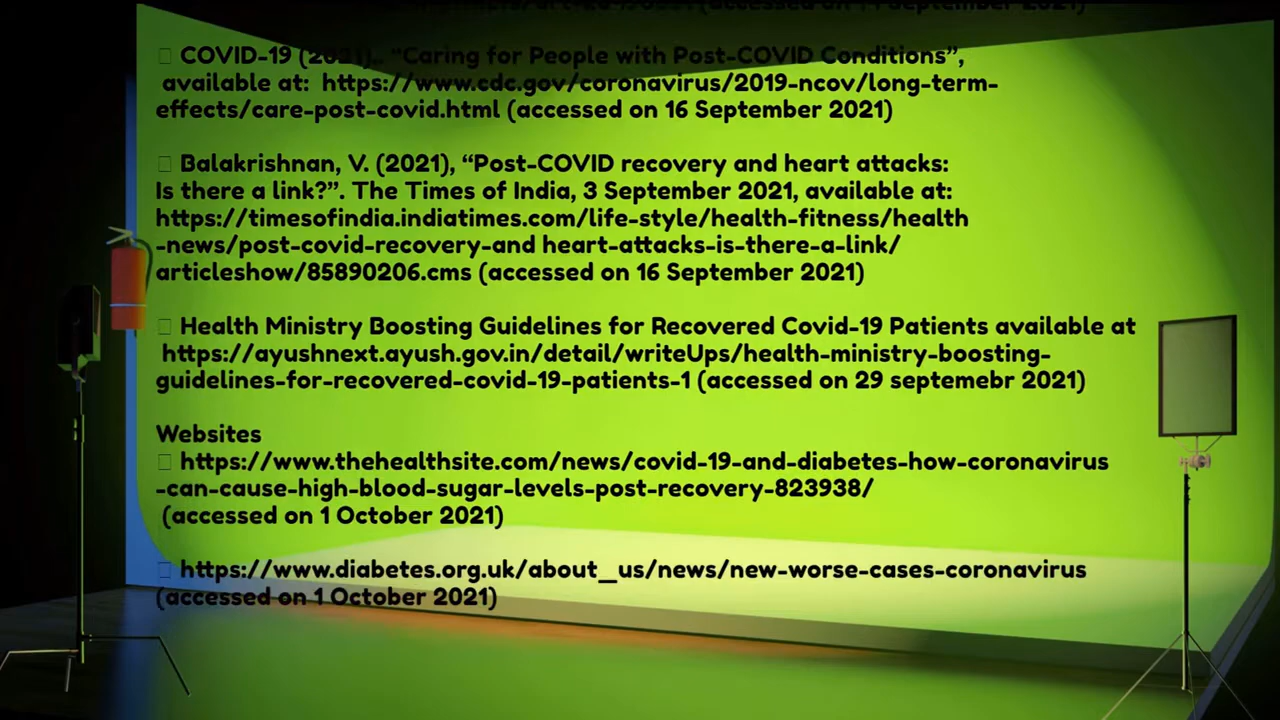 (accessed on 14 September 2021)
COVID-19 (2021).. “Caring for People with Post-COVID Conditions”,
available at: https://www.cdc.gov/coronavirus/2019-ncov/long-term-
effects/care-post-covid.html (accessed on 16 September 2021)
Balakrishnan, V. (2021), “Post-COVID recovery and heart attacks:
Is there a link?”. The Times of India, 3 September 2021, available at:
https://timesofindia.indiatimes.com/life-style/health-fitness/health
-news/post-covid-recovery-and heart-attacks-is-there-a-link/
articleshow/85890206.cms (accessed on 16 September 2021)
Health Ministry Boosting Guidelines for Recovered Covid-19 Patients available at
https://ayushnext.ayush.gov.in/detail/writeUps/health-ministry-boosting-
guidelines-for-recovered-covid-19-patients-1 (accessed on 29 septemebr 2021)
Websites
https://www.thehealthsite.com/news/covid-19-and-diabetes-how-coronavirus
-can-cause-high-blood-sugar-levels-post-recovery-823938/
(accessed on 1 October 2021)
https://www.diabetes.org.uk/about_us/news/new-worse-cases-coronavirus
(accessed on 1 October 2021)